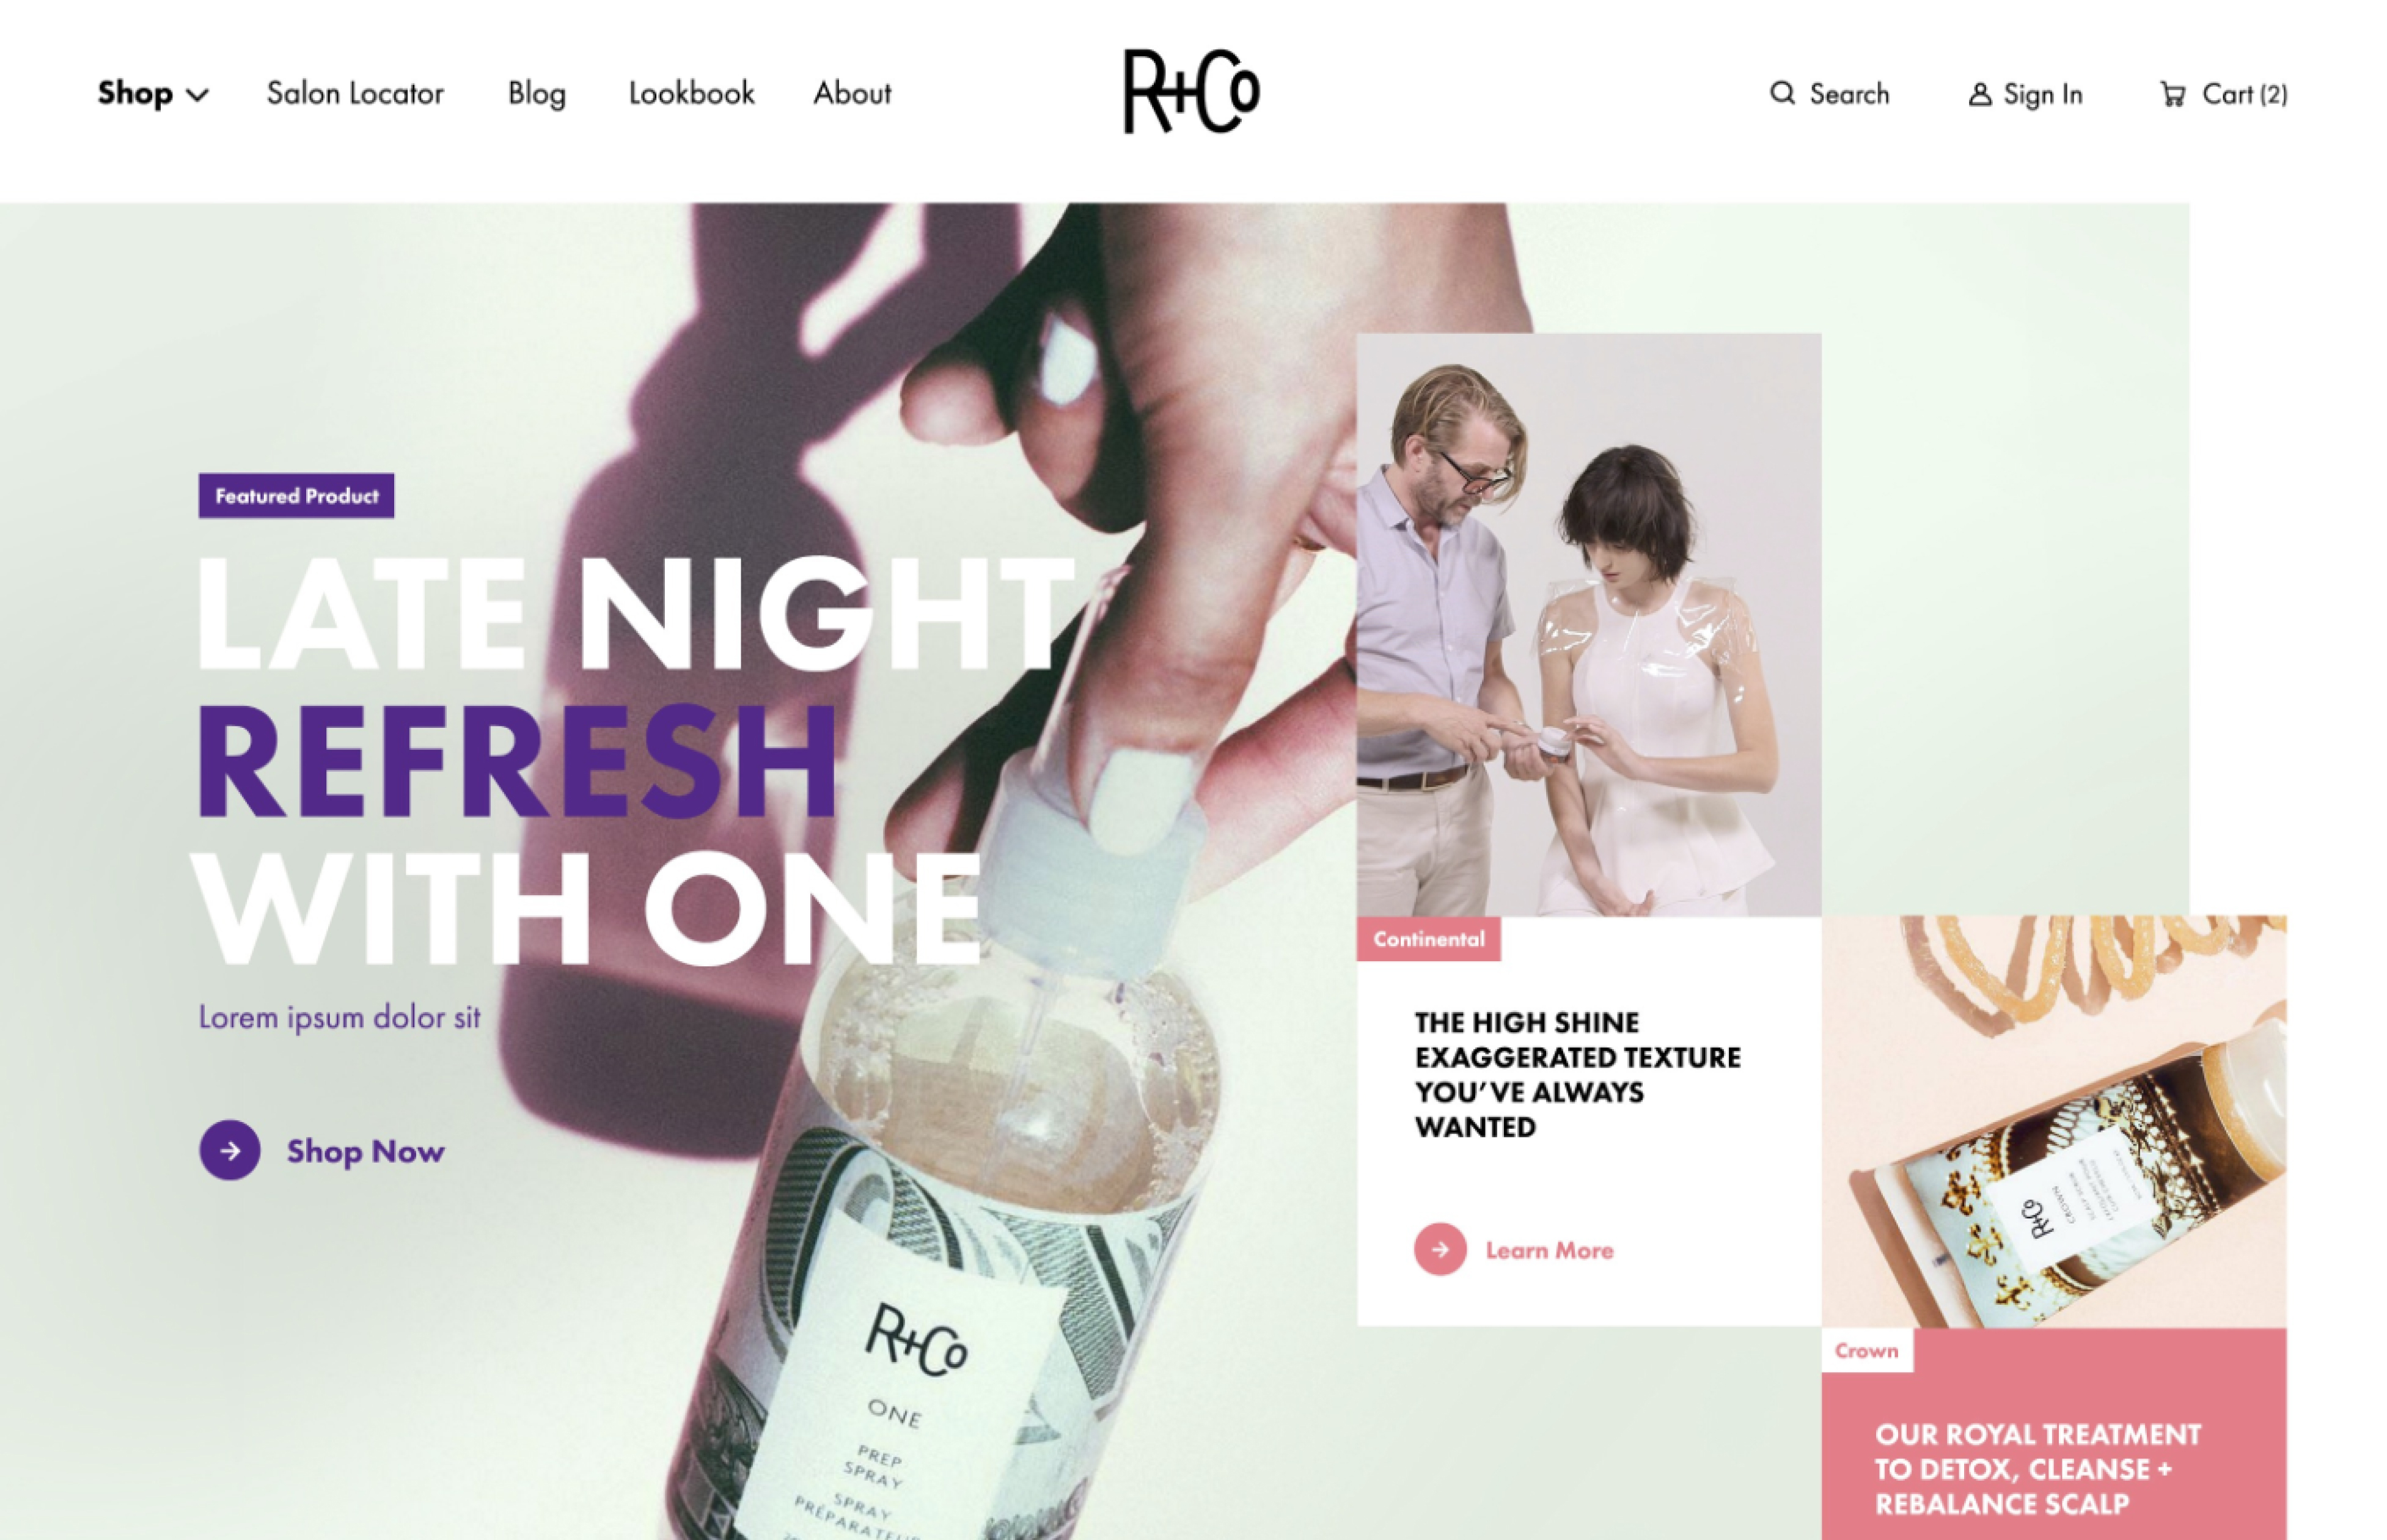 Shop
Salon Locator
Blog
Lookbook
About
R+Co
Search
Sign In
Cart (2)
Featured Product
LATE NIGHT
REFRESH
WITH ONE
Lorem ipsum dolor sit
Shop Now
R+Co
ONE
PREP
SPRAY
SPRAY
Continental
THE HIGH SHINE
EXAGGERATED TEXTURE
YOU'VE ALWAYS
WANTED
Learn More
R+Co
CROWN
Crown
OUR ROYAL TREATMENT
TO DETOX, CLEANSE +
REBALANCE SCALP